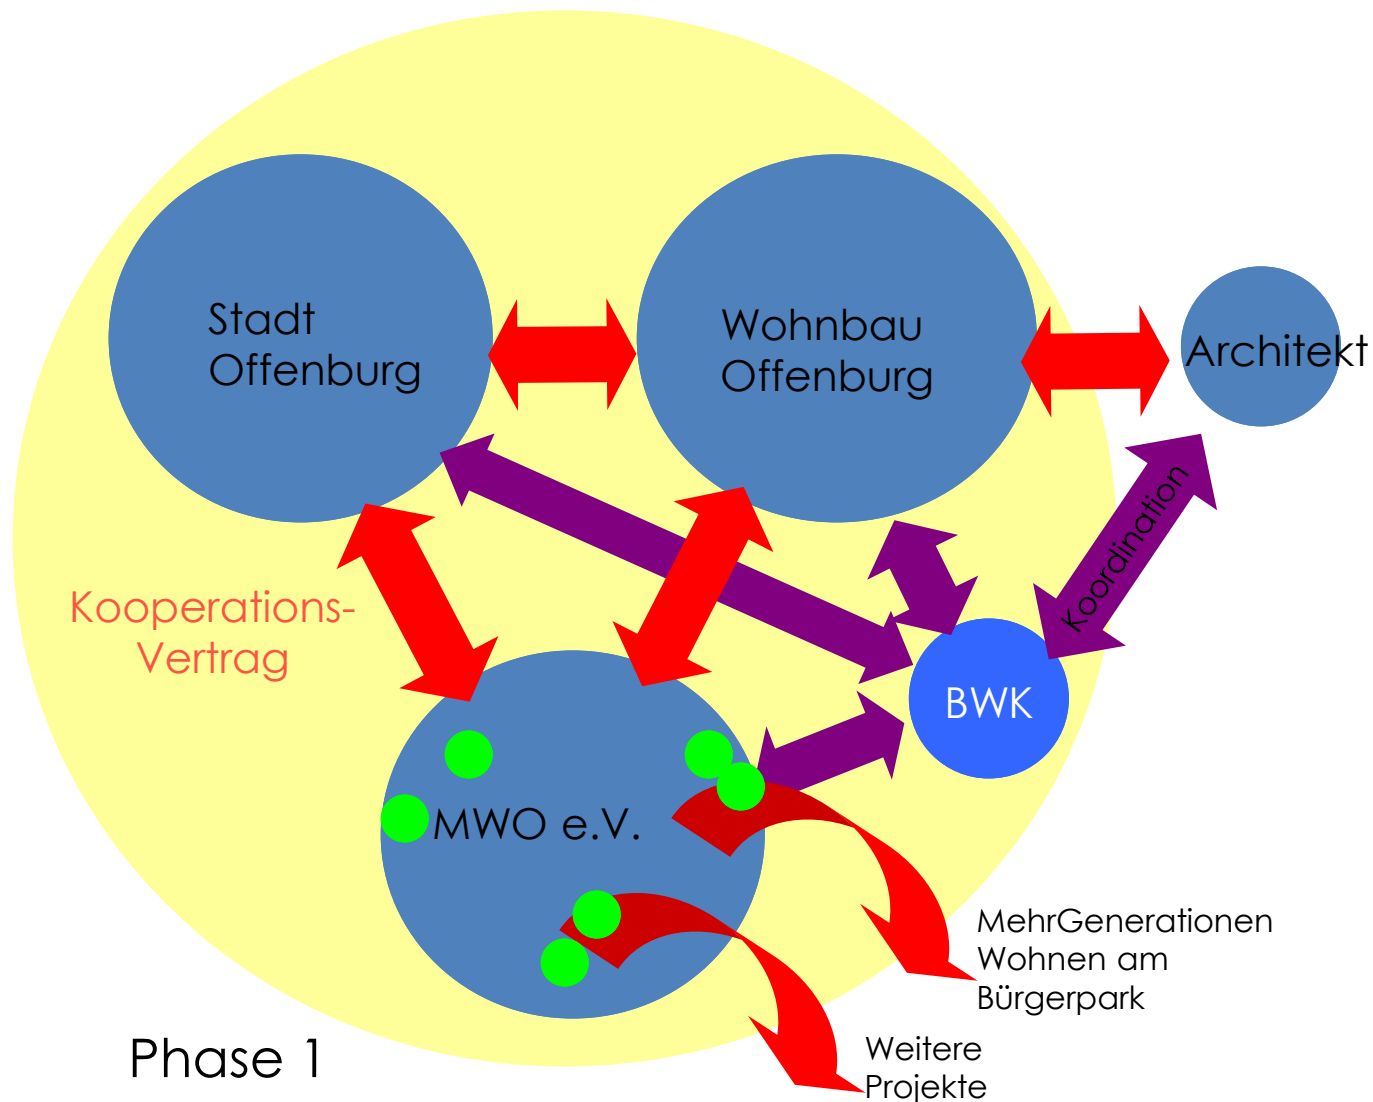 Stadt
Offenburg
Wohnbau
Offenburg
Architekt
Koordination
Kooperations-
Vertrag
BWK
MWO e.V.
MehrGenerationen
Wohnen am
Bürgerpark
Phase 1
Weitere
Projekte